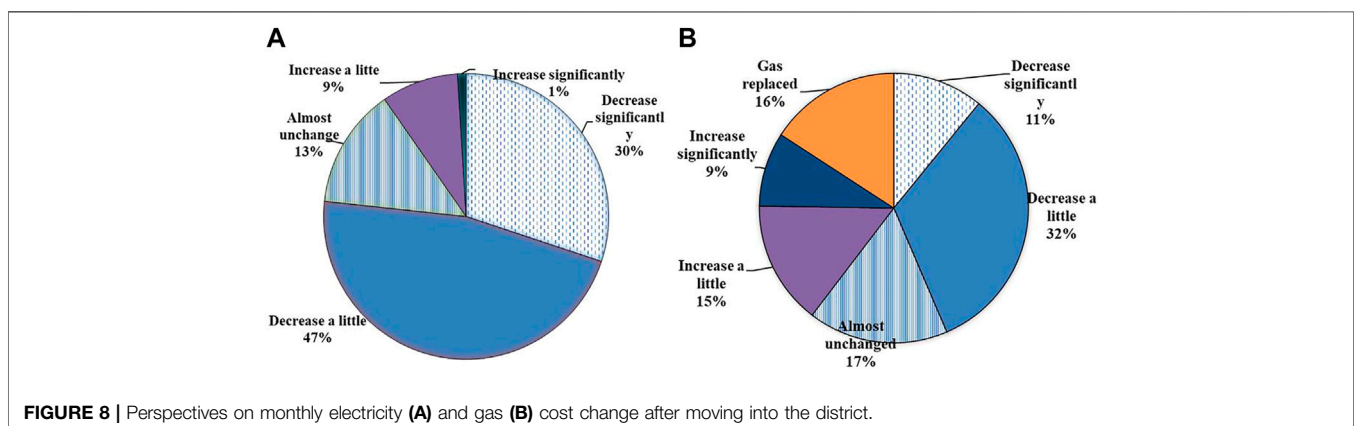 A
Increase a litte
9%
Increase significantly
1%
Decrease
significantl
y
30%
Almost
unchange
13%
Decrease a little
47%
B
Gas
replaced
16%
Decrease
significantl
y
11%
Increase
significantly
9%
Decrease a
little
32%
Increase a
little
15%
Almost
unchanged
17%
FIGURE 8 | Perspectives on monthly electricity (A) and gas (B) cost change after moving into the district.